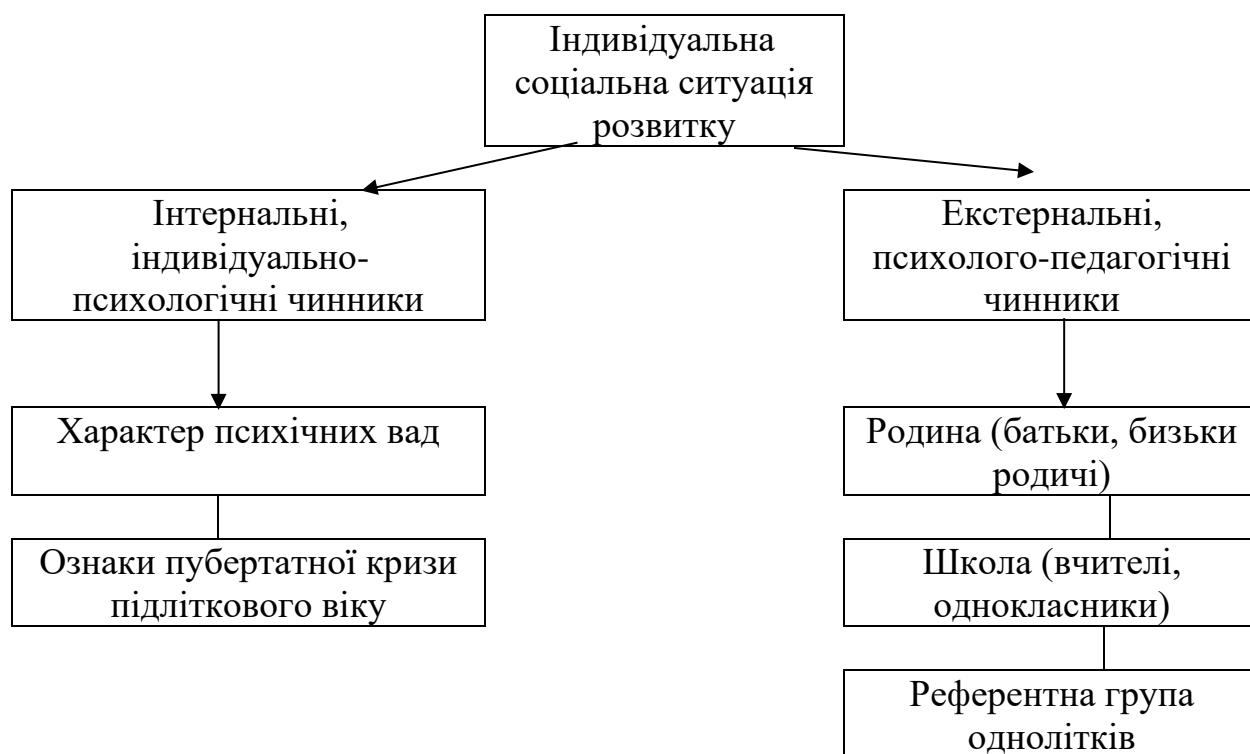 Індивідуальна
соціальна ситуація
розвитку
Інтернальні,
індивідуально-
психологічні чинники
Екстернальні,
психолого-педагогічні
чинники
Характер психічних вад
Родина (батьки, бизьки
родичі)
Ознаки пубертатної кризи
підліткового віку
Школа (вчителі,
однокласники)
Референтна група
однолітків